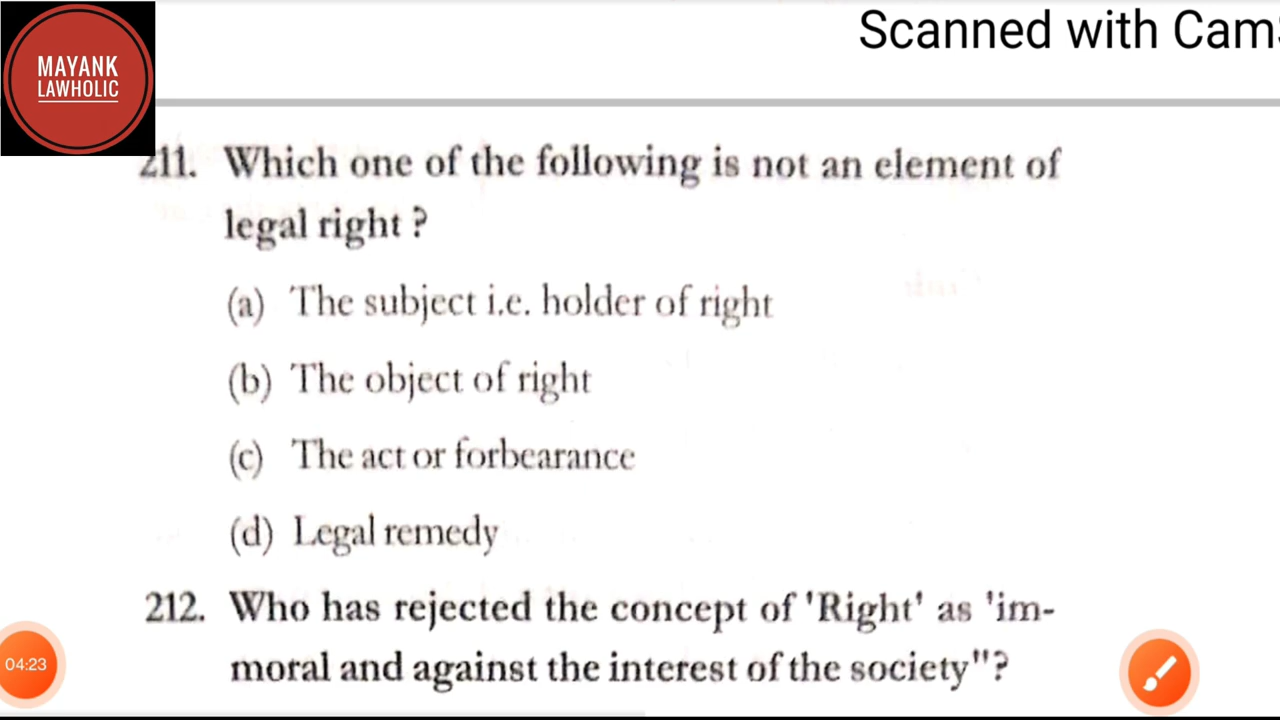 MAYANK
LAWHOLIC
Scanned with Cam
211. Which one of the following is not an element of
legal right ?
(a) The subject i.e. holder of right
(b) The object of right
(c) The act or forbearance
(d) Legal remedy
212. Who has rejected the concept of 'Right' as 'im-
moral and against the interest of the society"?
04:23